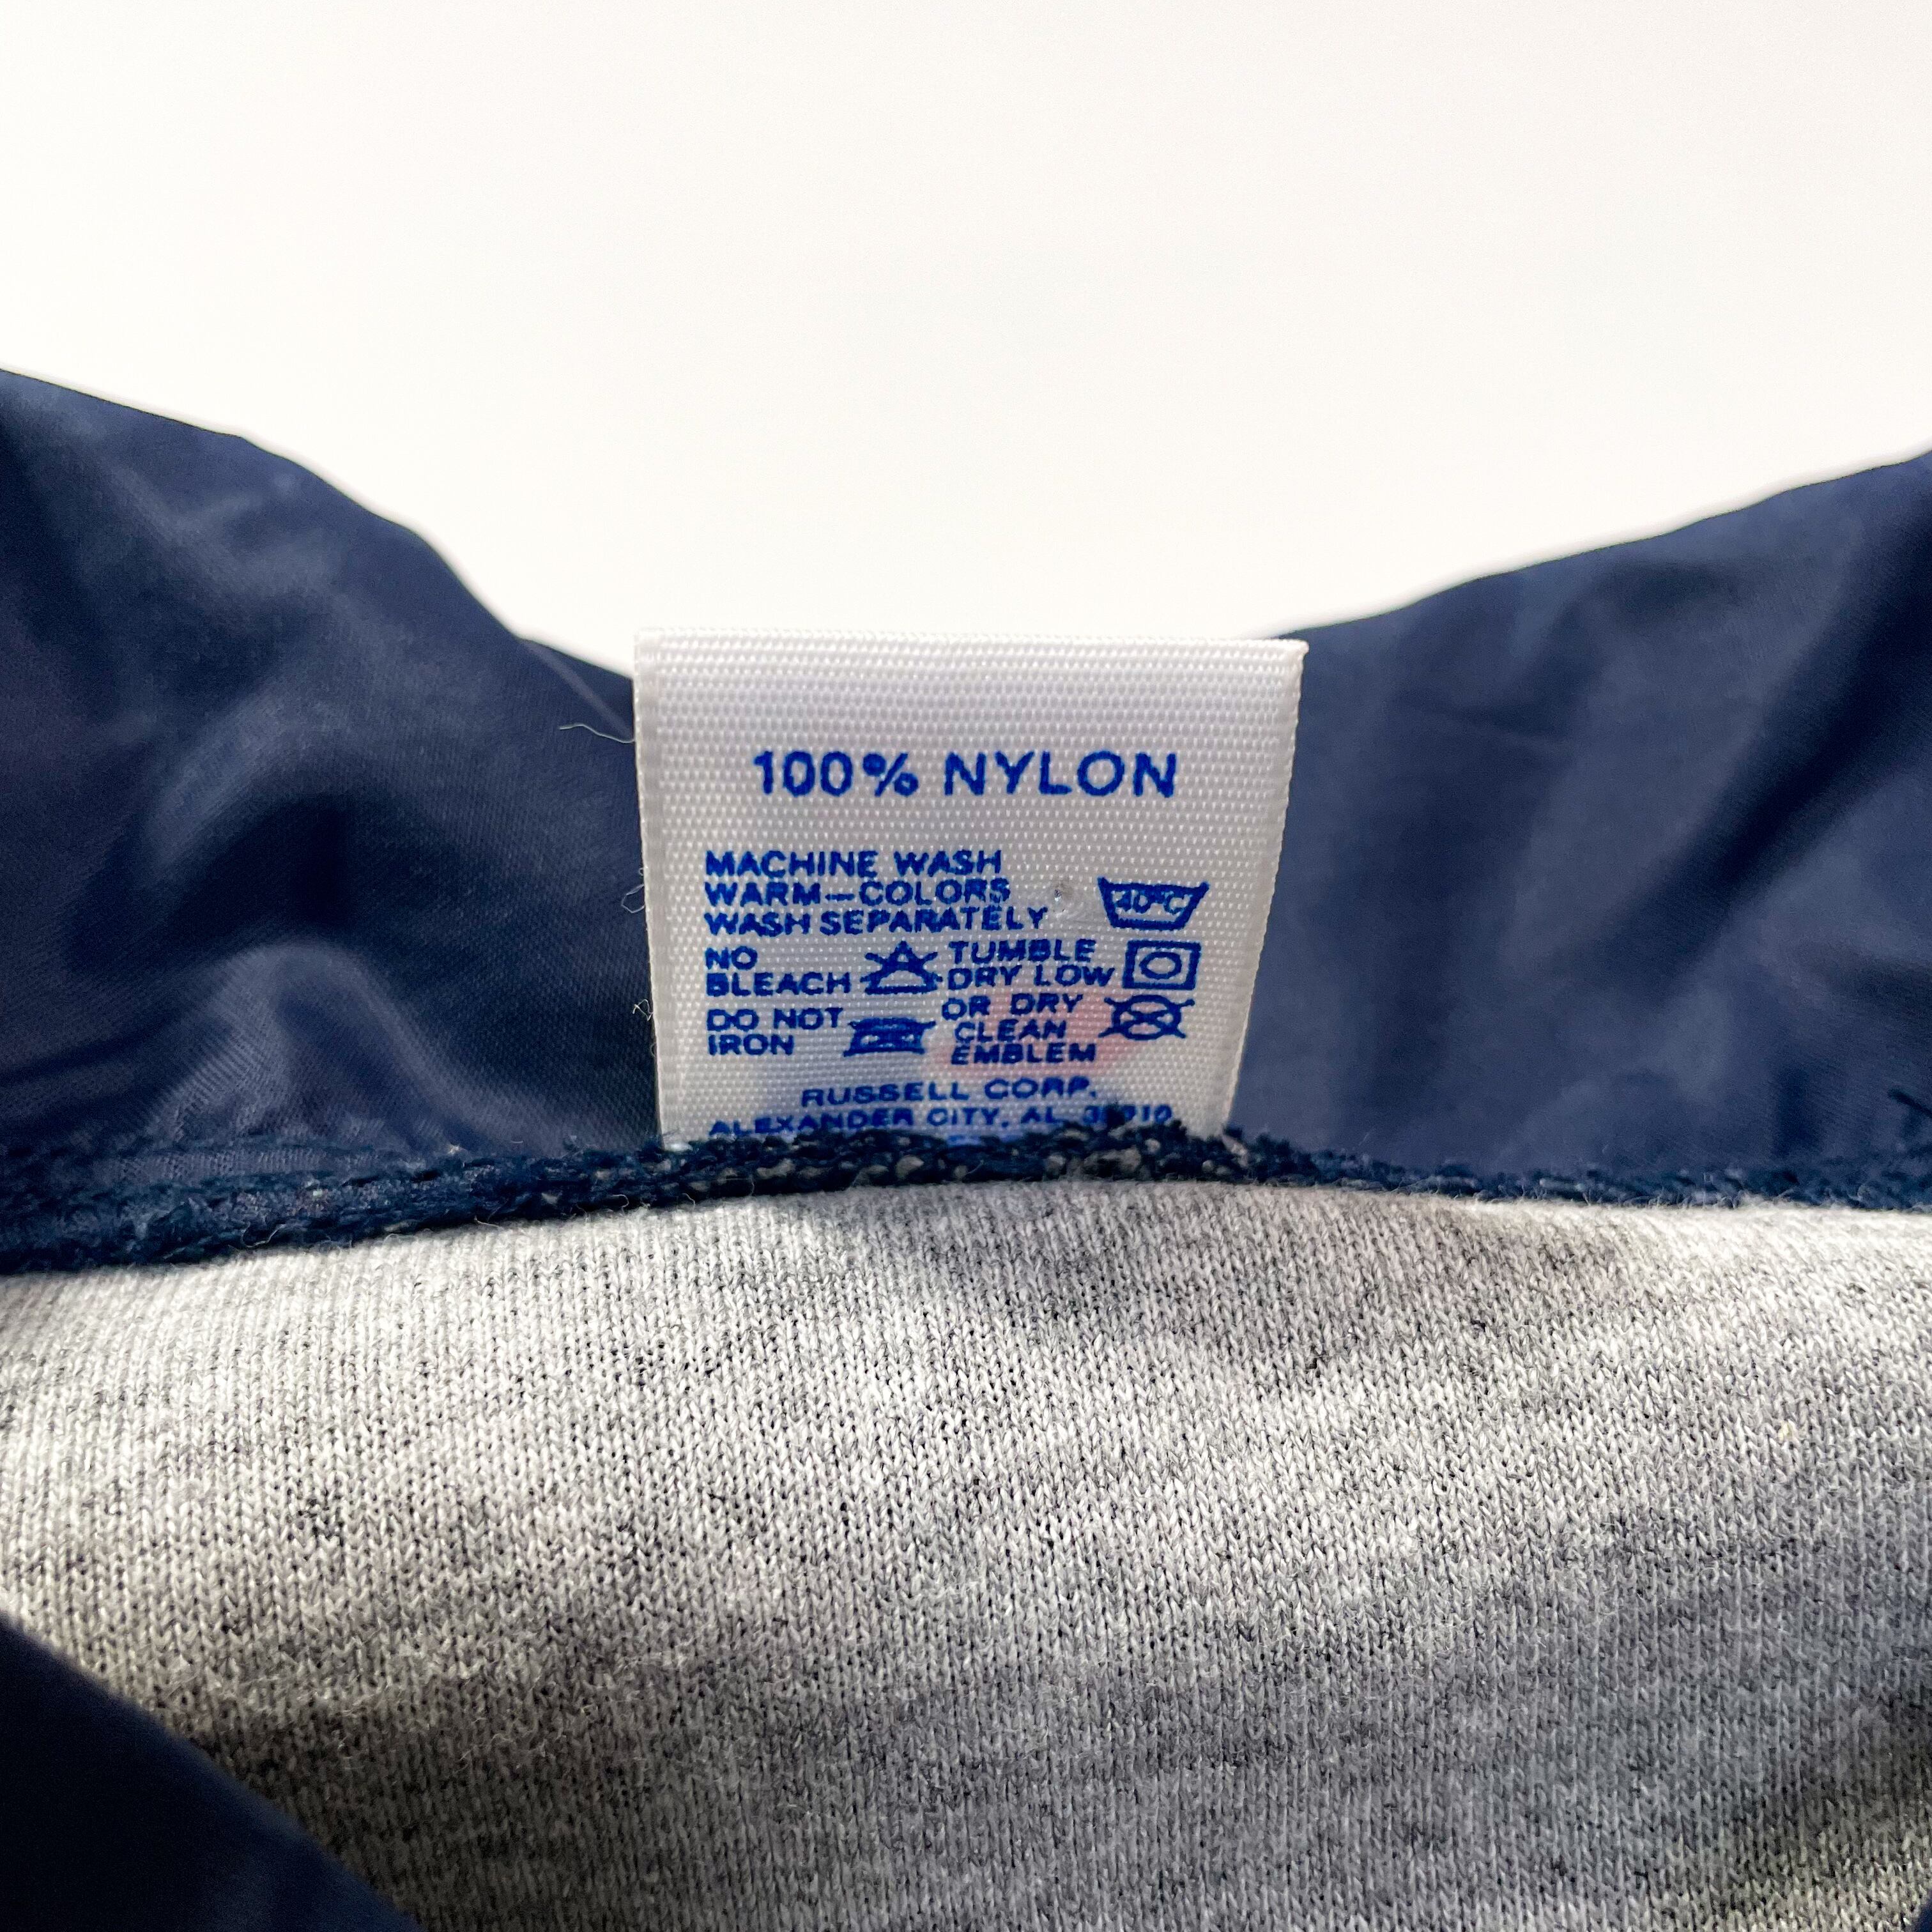 100% NYLON
MACHINE WASH
WARM—COLORS
WASH SEPARATELY
40°C
NO
BLEACH
DO NOT
IRON
TUMBLE
DRY LOW
OR DRY
CLEAN
EMBLEM
RUSSELL CORP.
ALEXANDER CITY, AL